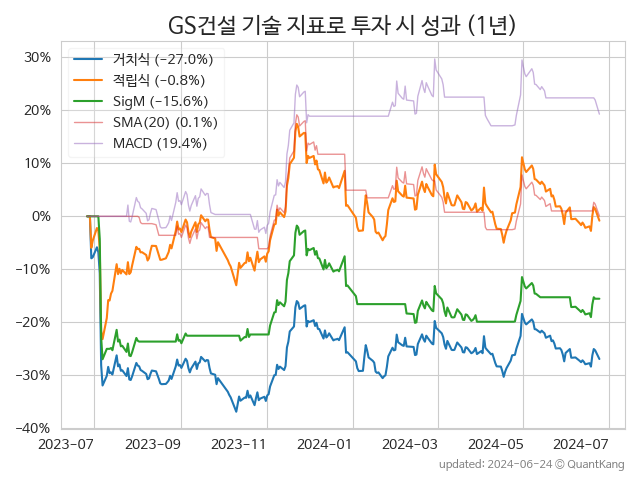 GS건설 기술 지표로 투자 시 성과 (1년)
거치식 (−27.0%)
적립식 (−0.8%)
SigM (−15.6%)
SMA(20) (0.1%)
MACD (19.4%)
30%
20%
10%
0%
−10%
−20%
−30%
−40%
2023-07 2023-09 2023-11 2024-01 2024-03 2024-05 2024-07
updated: 2024-06-24 ⓒ QuantKang